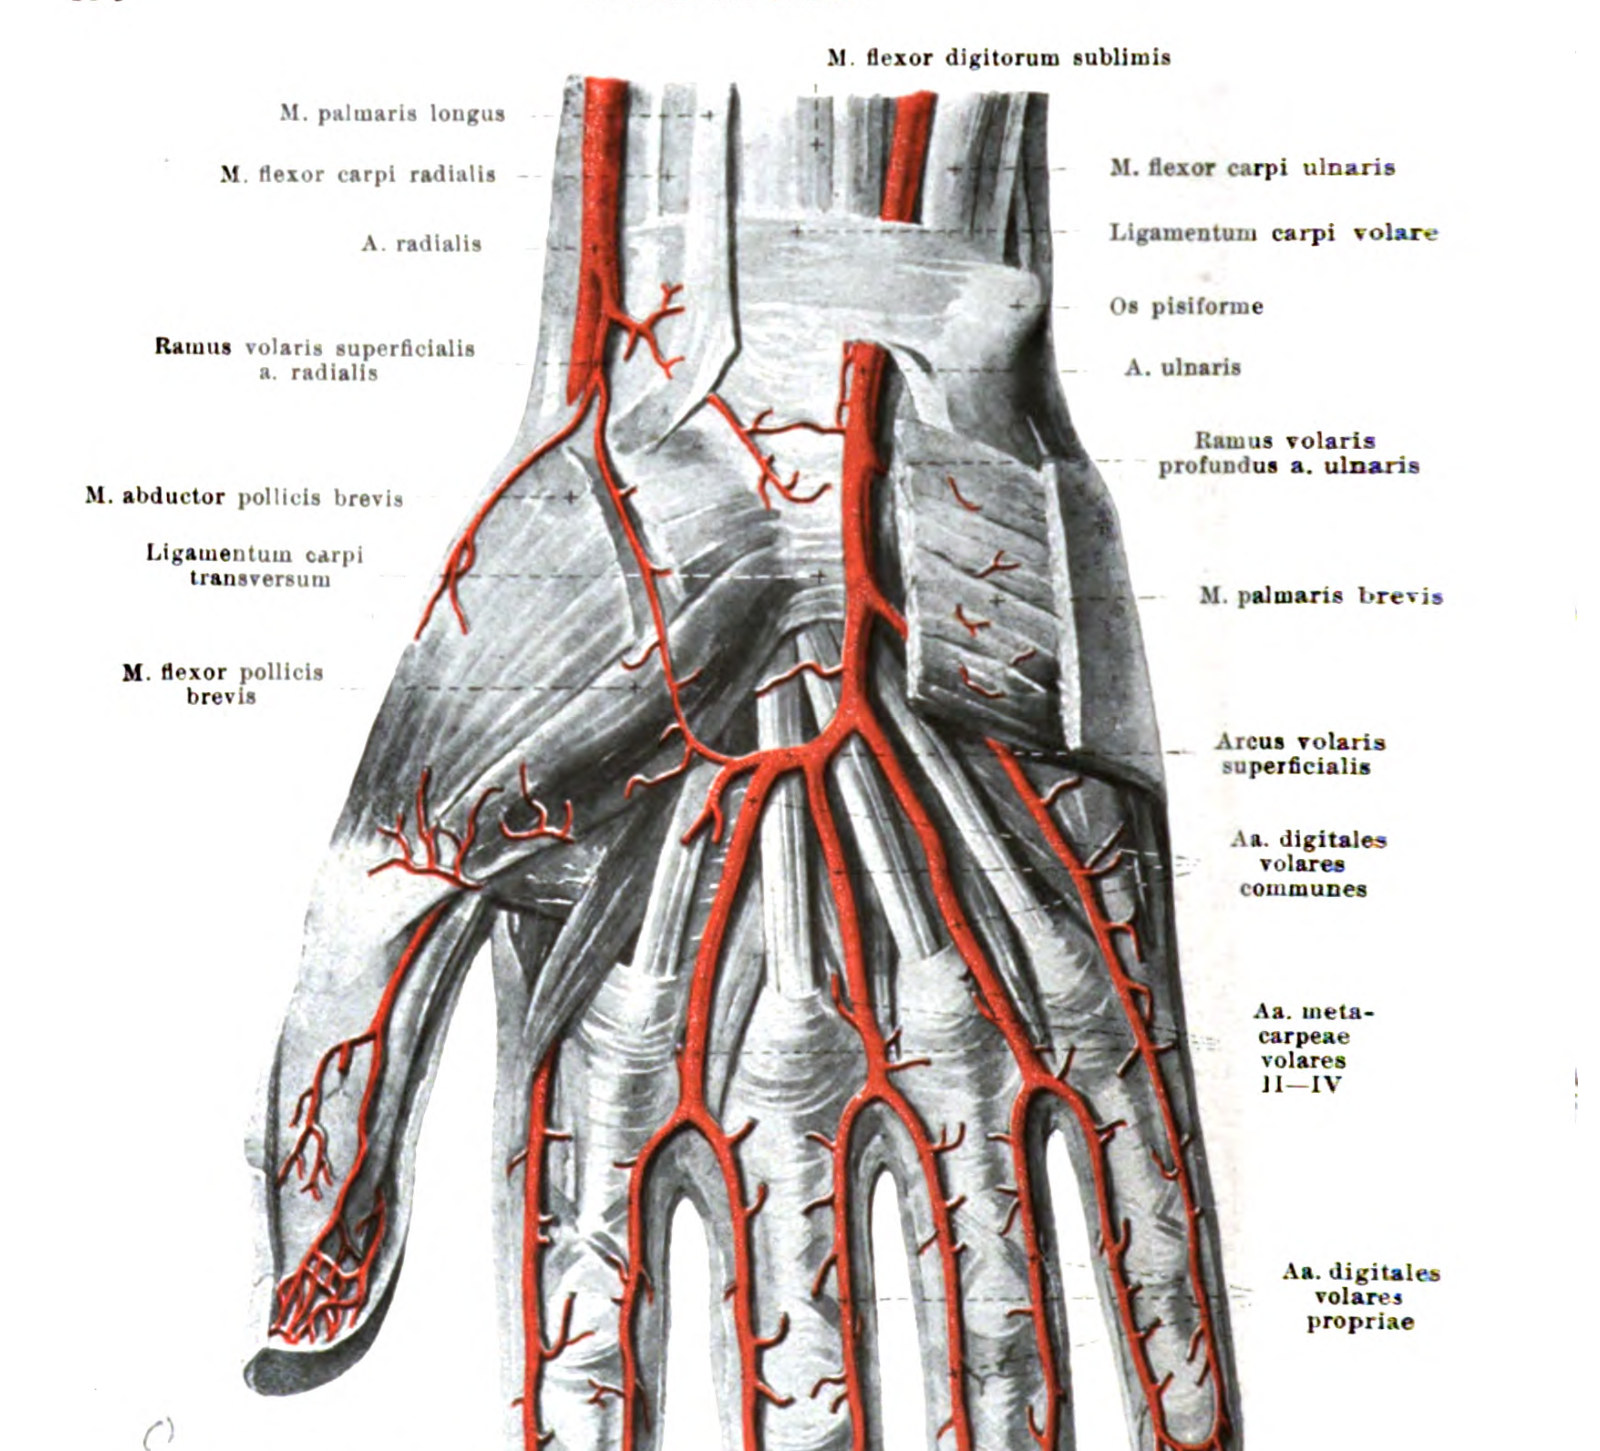 M. flexor digitorum sublimis
M. palmaris longus
M. flexor carpi radialis
A. radialis
Ramus volaris superficialis
a. radialis
M. abductor pollicis brevis
Ligamentum carpi
transversum
M. flexor pollicis
brevis
M. flexor carpi ulnaris
Ligamentum carpi volare
Os pisiforme
A. ulnaris
Ramus volaris
profundus a. ulnaris
M. palmaris brevis
Arcus volaris
superficialis
Aa. digitales
volares
communes
Aa. meta-
carpeae
volares
II—IV
Aa. digitales
volares
propriae